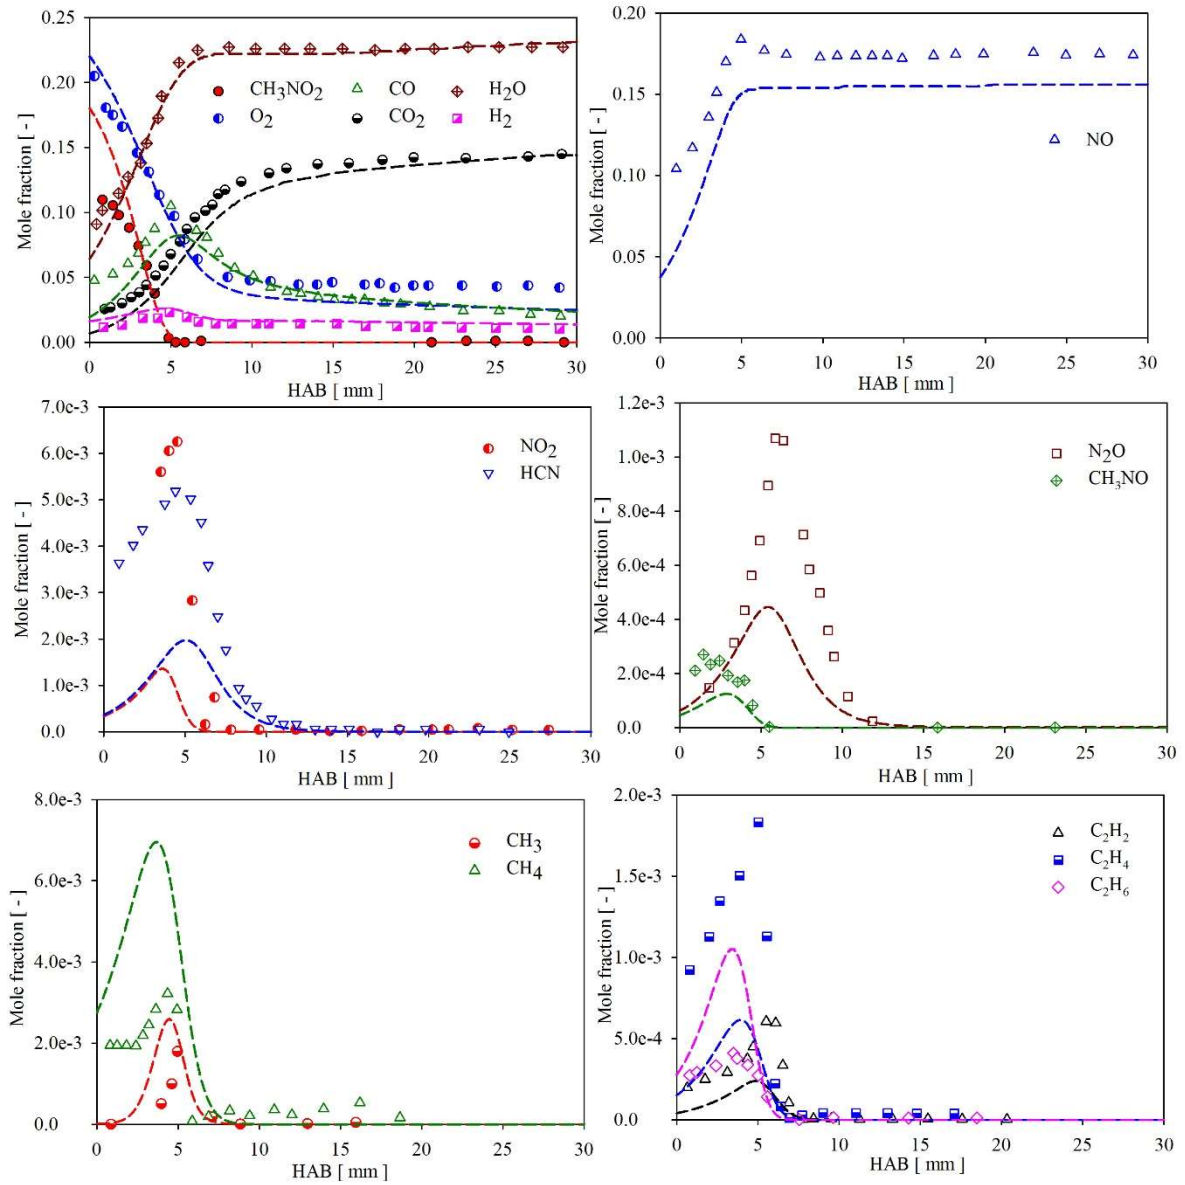 Mole fraction [ - ]
0.25
0.20
0.15
0.10
0.05
0.00
CH₃NO₂
CO
H₂O
O₂
CO₂
H₂
0 5 10 15 20 25 30
HAB [ mm ]
Mole fraction [ - ]
0.20
0.15
0.10
0.05
0.00
NO
0 5 10 15 20 25 30
HAB [ mm ]
Mole fraction [ - ]
7.0e-3
6.0e-3
5.0e-3
4.0e-3
3.0e-3
2.0e-3
1.0e-3
0.0
NO₂
HCN
0 5 10 15 20 25 30
HAB [ mm ]
Mole fraction [ - ]
1.2e-3
1.0e-3
8.0e-4
6.0e-4
4.0e-4
2.0e-4
0.0
N₂O
CH₃NO
0 5 10 15 20 25 30
HAB [ mm ]
Mole fraction [ - ]
8.0e-3
6.0e-3
4.0e-3
2.0e-3
0.0
CH₃
CH₄
0 5 10 15 20 25 30
HAB [ mm ]
Mole fraction [ - ]
2.0e-3
1.5e-3
1.0e-3
5.0e-4
0.0
C₂H₂
C₂H₄
C₂H₆
0 5 10 15 20 25 30
HAB [ mm ]